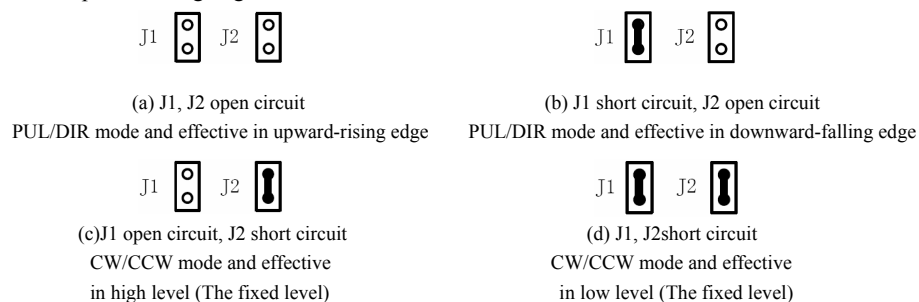 J1 J2 J1 J2
(a) J1, J2 open circuit
PUL/DIR mode and effective in upward-rising edge
(b) J1 short circuit, J2 open circuit
PUL/DIR mode and effective in downward-falling edge
J1 J2 J1 J2
(c)J1 open circuit, J2 short circuit
CW/CCW mode and effective
in high level (The fixed level)
(d) J1, J2short circuit
CW/CCW mode and effective
in low level (The fixed level)